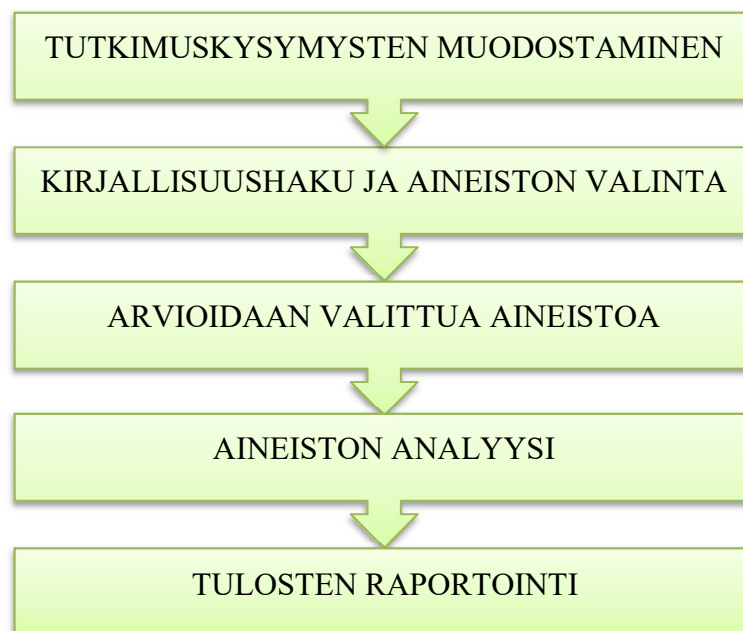 TUTKIMUSKYSYMYSTEN MUODOSTAMINEN
KIRJALLISUUSHAKU JA AINEISTON VALINTA
ARVIOIDAAN VALITTUA AINEISTOA
AINEISTON ANALYYSI
TULOSTEN RAPORTOINTI